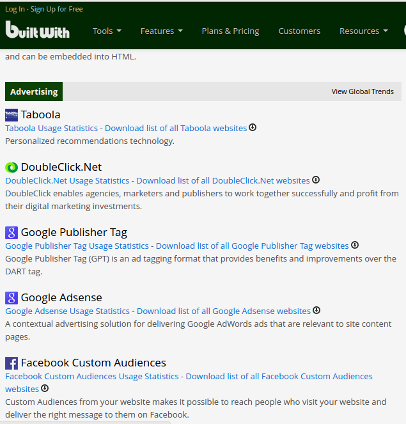 Log In · Sign Up for Free
builtwith
Tools Features Plans & Pricing Customers Resources
and can be embedded into HTML.
Advertising View Global Trends
Taboola
Taboola Usage Statistics - Download list of all Taboola websites
Personalized recommendations technology.
DoubleClick.Net
DoubleClick.Net Usage Statistics - Download list of all DoubleClick.Net websites
DoubleClick enables agencies, marketers and publishers to work together successfully and profit from
their digital marketing investments.
Google Publisher Tag
Google Publisher Tag Usage Statistics - Download list of all Google Publisher Tag websites
Google Publisher Tag (GPT) is an ad tagging format that provides benefits and improvements over the
DART tag.
Google Adsense
Google Adsense Usage Statistics - Download list of all Google Adsense websites
A contextual advertising solution for delivering Google AdWords ads that are relevant to site content
pages.
Facebook Custom Audiences
Facebook Custom Audiences Usage Statistics - Download list of all Facebook Custom Audiences
websites
Custom Audiences from your website makes it possible to reach people who visit your website and
deliver the right message to them on Facebook.